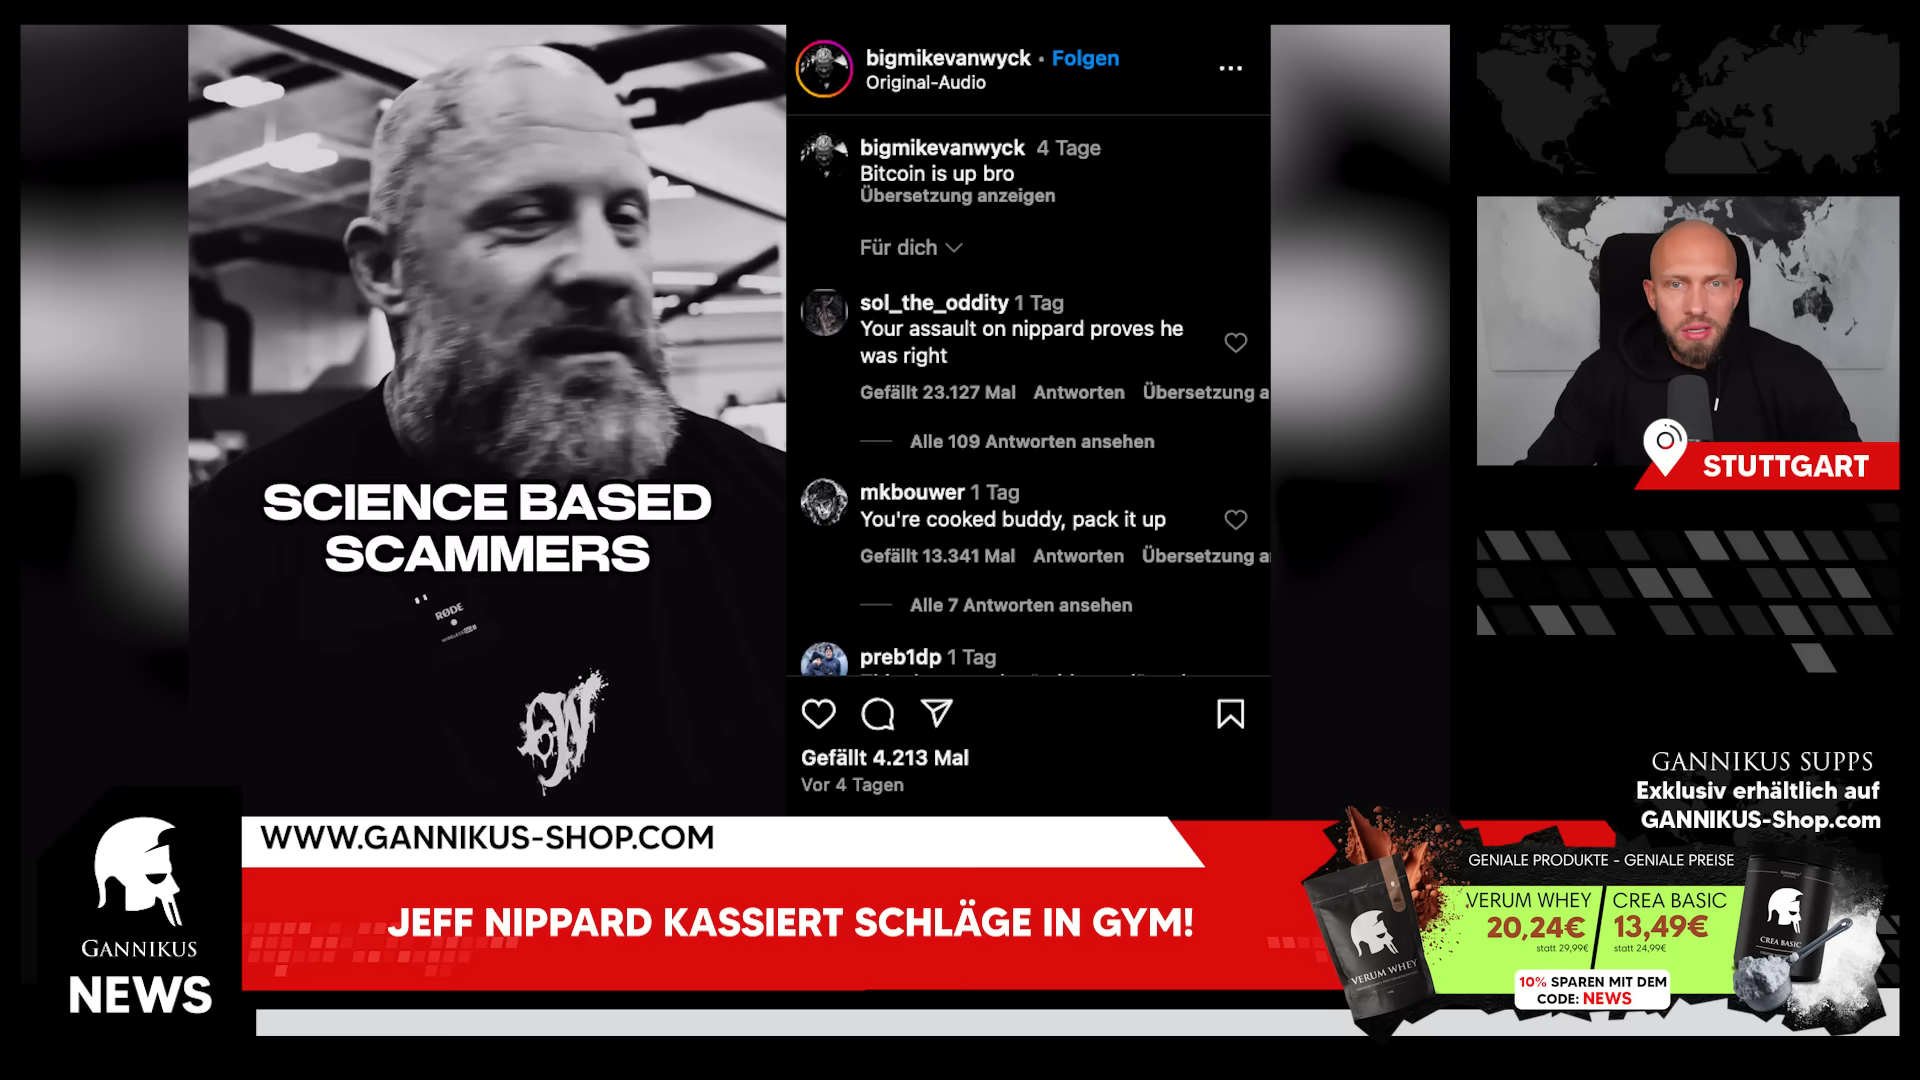 bigmikevanwyck • Folgen
Original-Audio
bigmikevanwyck 4 Tage
Bitcoin is up bro
Übersetzung anzeigen
Für dich
sol_the_oddity 1 Tag
Your assault on nippard proves he
was right
Gefällt 23.127 Mal Antworten Übersetzung a
Alle 109 Antworten ansehen
mkbouwer 1 Tag
You're cooked buddy, pack it up
Gefällt 13.341 Mal Antworten Übersetzung a
Alle 7 Antworten ansehen
preb1dp 1 Tag
Gefällt 4.213 Mal
Vor 4 Tagen
SCIENCE BASED
SCAMMERS
RØDE
WIRELESS
STUTTGART
GANNIKUS SUPPS
Exklusiv erhältlich auf
GANNIKUS-Shop.com
WWW.GANNIKUS-SHOP.COM
JEFF NIPPARD KASSIERT SCHLÄGE IN GYM!
GANNIKUS
NEWS
GENIALE PRODUKTE - GENIALE PREISE
VERUM WHEY
20,24€
statt 29,99€
CREA BASIC
13,49€
statt 24,99€
10% SPAREN MIT DEM
CODE: NEWS
VERUM WHEY
CREA BASIC